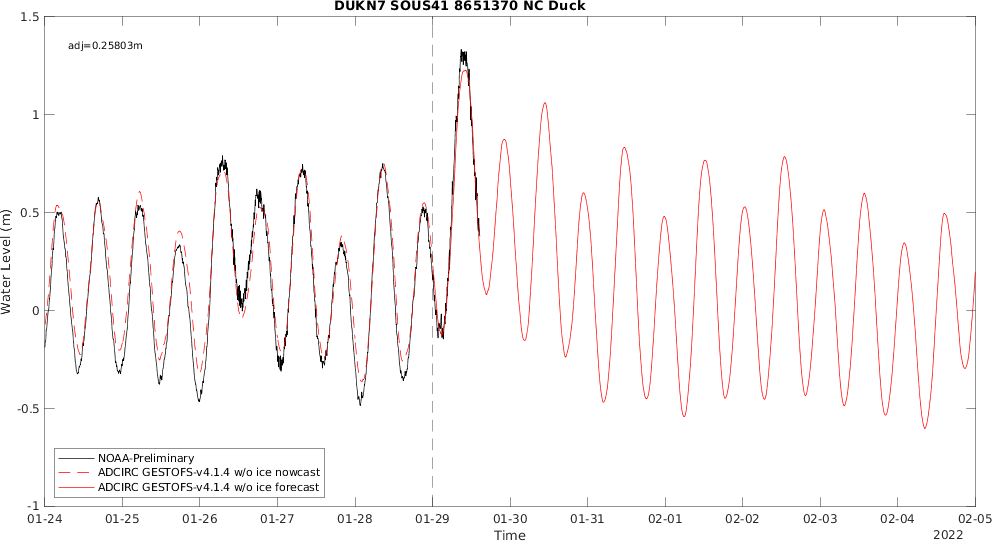 DUKN7 SOUS41 8651370 NC Duck
adj=0.25803m
1.5
1
0.5
0
-0.5
-1
Water Level (m)
NOAA-Preliminary
ADCIRC GESTOFS-v4.1.4 w/o ice nowcast
ADCIRC GESTOFS-v4.1.4 w/o ice forecast
01-24 01-25 01-26 01-27 01-28 01-29 01-30 01-31 02-01 02-02 02-03 02-04 02-05
Time
2022